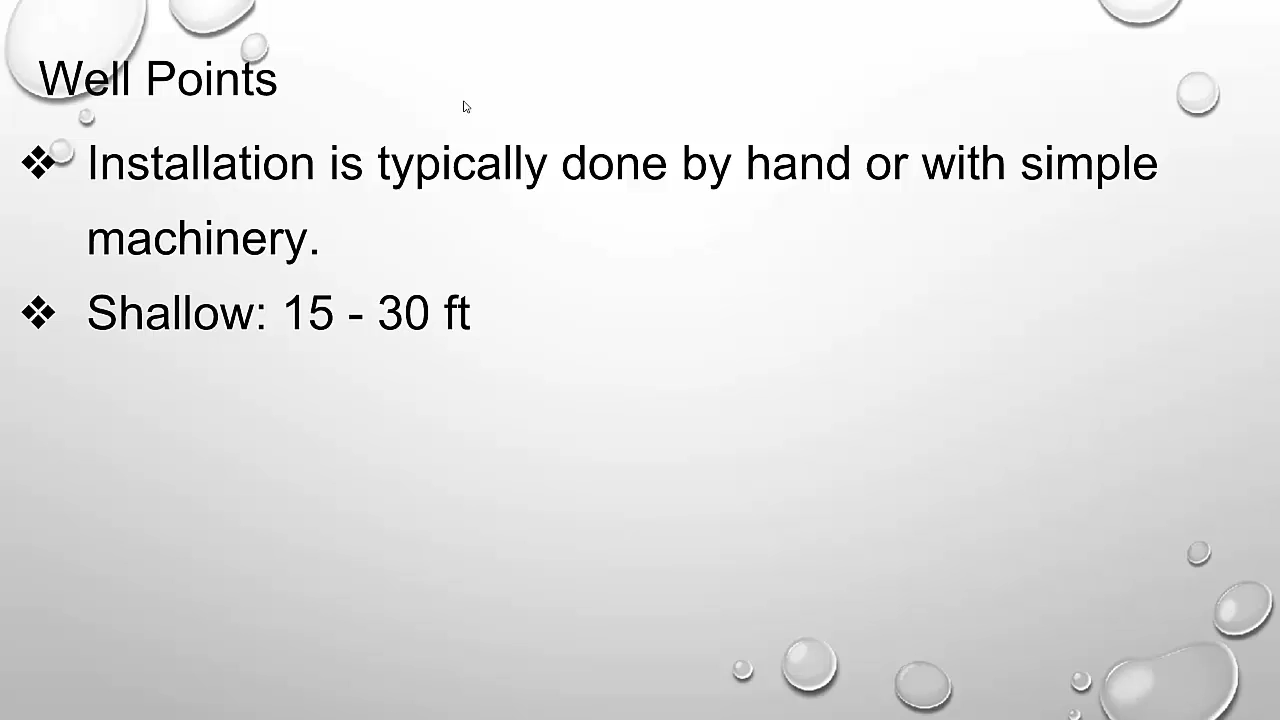 Well Points
❖ Installation is typically done by hand or with simple
machinery.
❖ Shallow: 15 - 30 ft